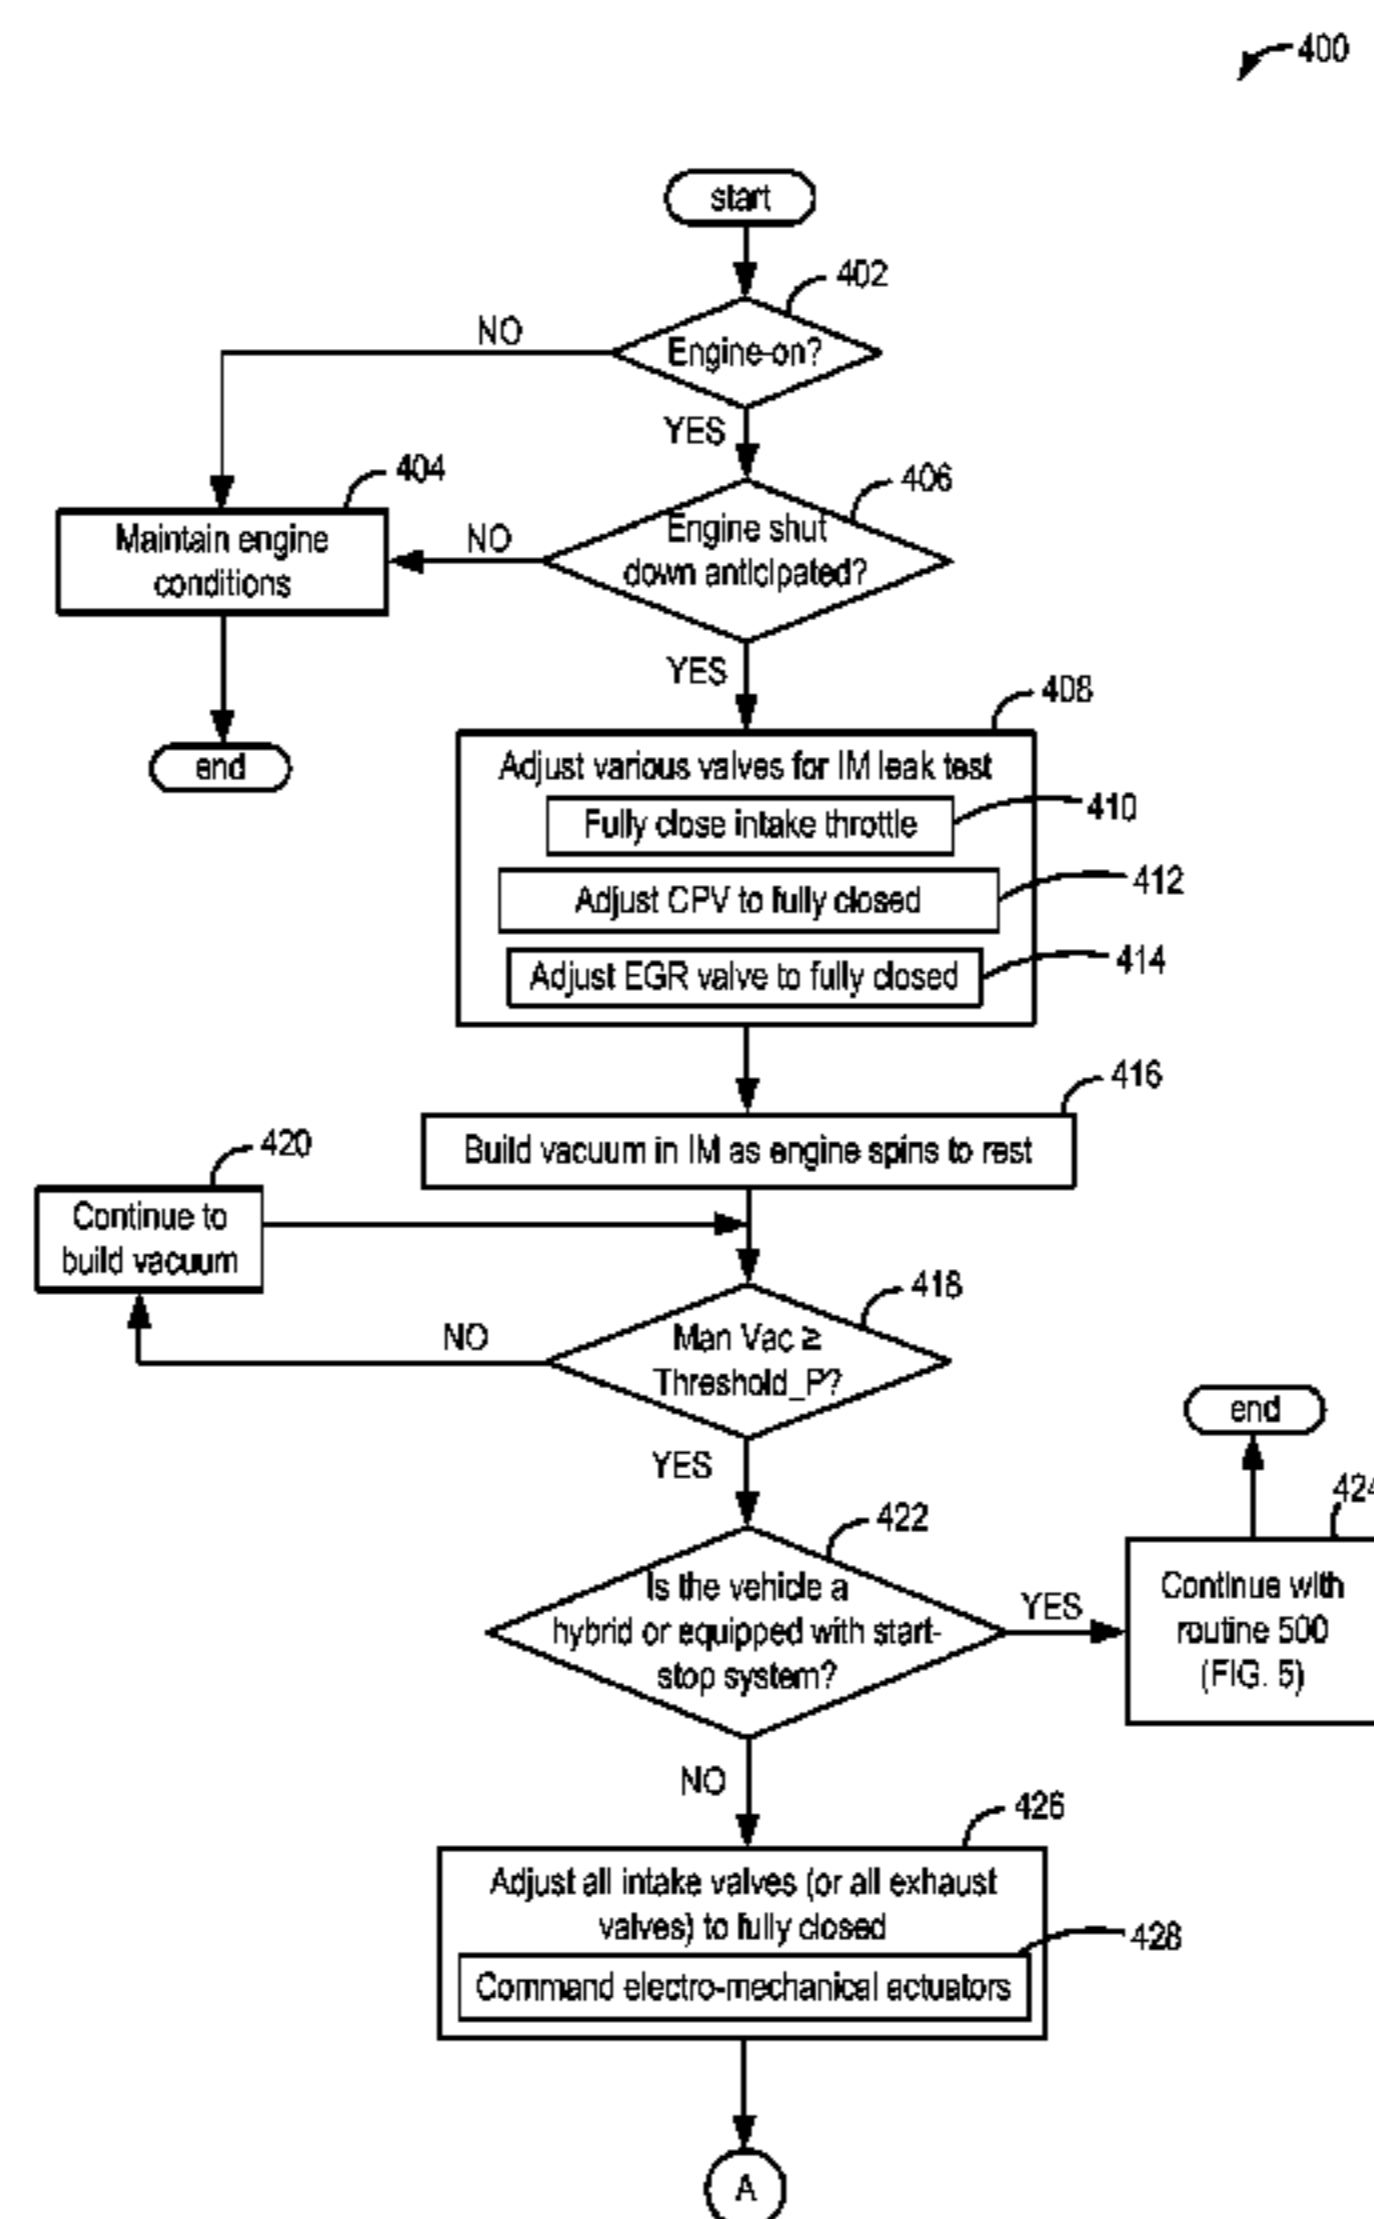 400
start
402
Engine-on?
NO
YES
404
406
Maintain engine
conditions
NO
Engine shut
down anticipated?
YES
end
408
Adjust various valves for IM leak test
Fully close intake throttle
410
Adjust CPV to fully closed
412
Adjust EGR valve to fully closed
414
416
Build vacuum in IM as engine spins to rest
420
Continue to
build vacuum
418
Man Vac ≥
Threshold_P?
NO
YES
end
422
424
Is the vehicle a
hybrid or equipped with start-
stop system?
YES
Continue with
routine 500
(FIG. 5)
NO
426
Adjust all intake valves (or all exhaust
valves) to fully closed
428
Command electro-mechanical actuators
A